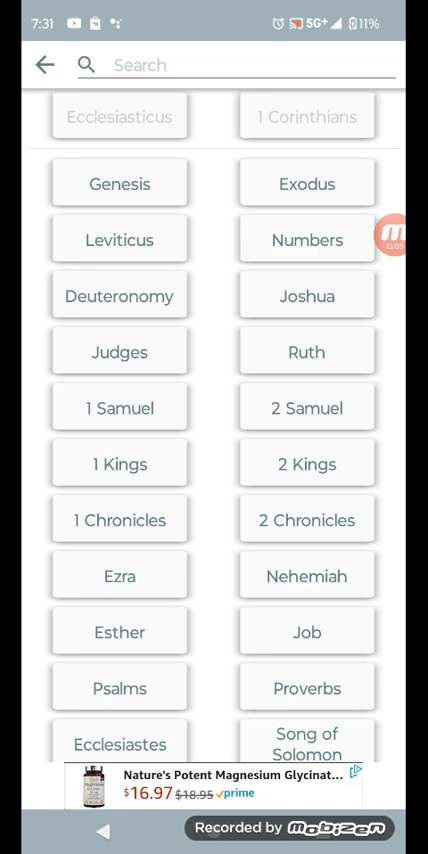 7:31 5G+ 11%
Search
Ecclesiasticus 1 Corinthians
Genesis Exodus
Leviticus Numbers
13:05
Deuteronomy Joshua
Judges Ruth
1 Samuel 2 Samuel
1 Kings 2 Kings
1 Chronicles 2 Chronicles
Ezra Nehemiah
Esther Job
Psalms Proverbs
Ecclesiastes Song of
Solomon
Nature's Potent Magnesium Glycinat...
$16.97 $18.95 prime
Recorded by Mobizen